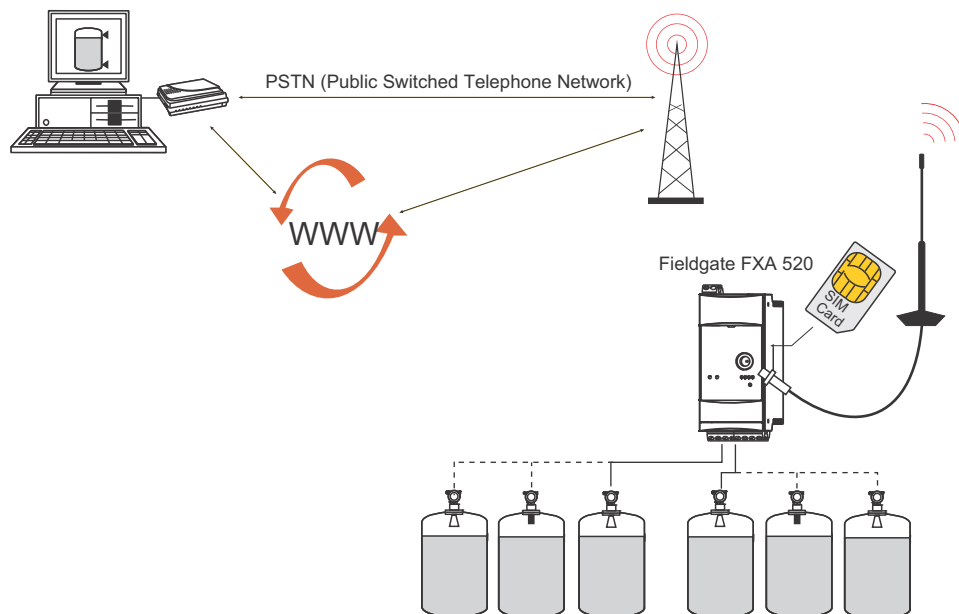 PSTN (Public Switched Telephone Network)
WWW
Fieldgate FXA 520
SIM
Card